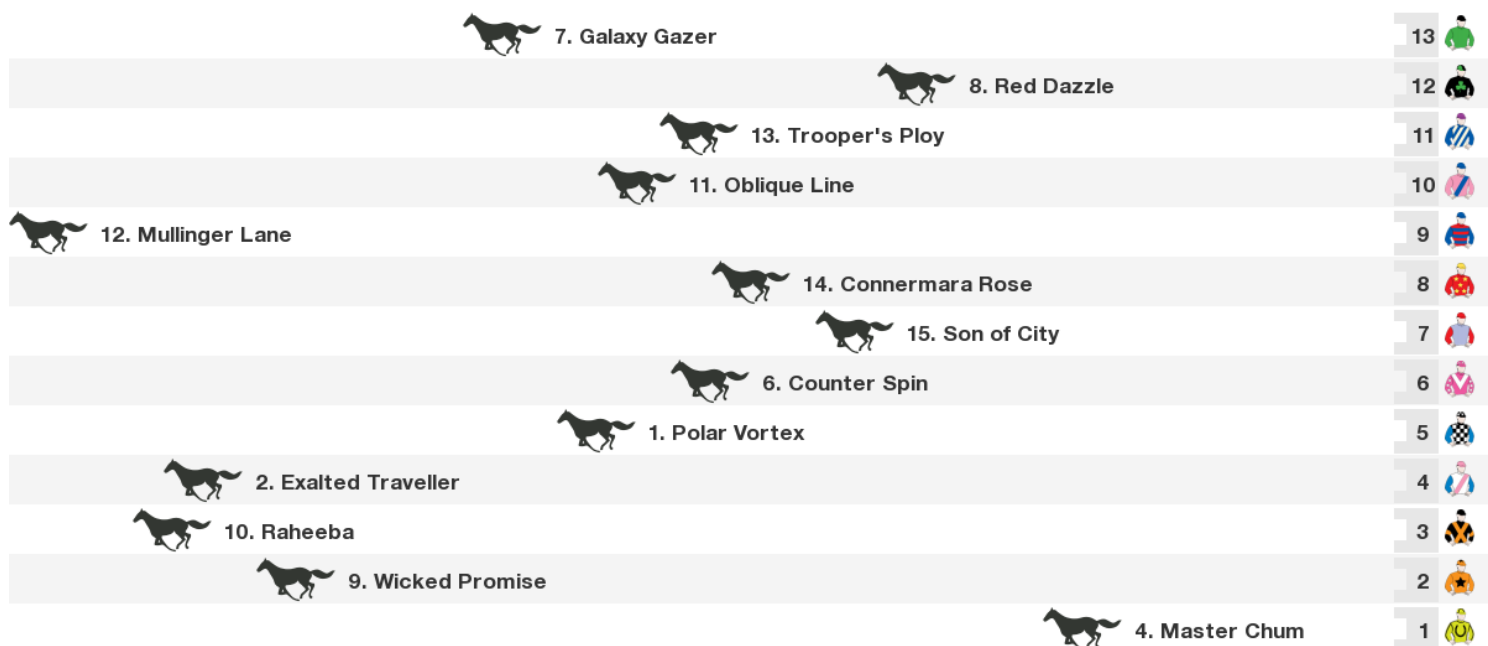 7. Galaxy Gazer 13
8. Red Dazzle 12
13. Trooper's Ploy 11
11. Oblique Line 10
12. Mullinger Lane 9
14. Connermara Rose 8
15. Son of City 7
6. Counter Spin 6
1. Polar Vortex 5
2. Exalted Traveller 4
10. Raheeba 3
9. Wicked Promise 2
4. Master Chum 1